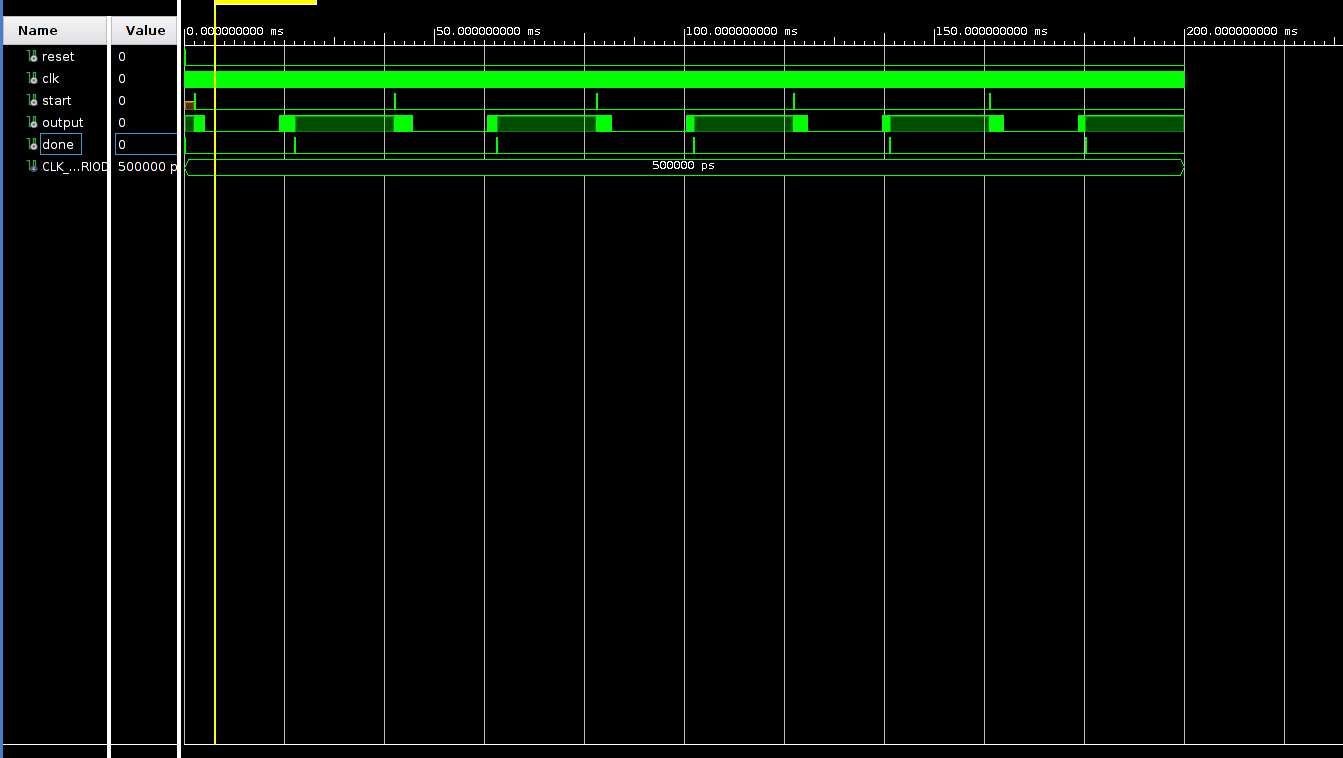 Name Value
0.000000000 ms 50.000000000 ms 100.000000000 ms 150.000000000 ms 200.000000000 ms
reset 0
clk 0
start 0
output 0
done 0
CLK_...RIOD 500000 p 500000 ps